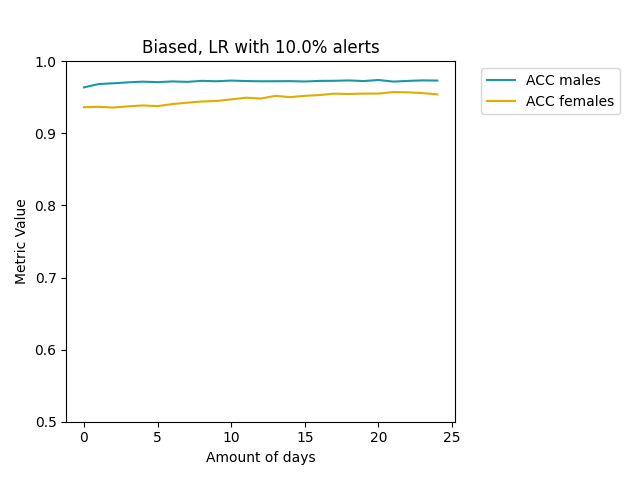 Biased, LR with 10.0% alerts
ACC males
ACC females
Metric Value
1.0
0.9
0.8
0.7
0.6
0.5
0 5 10 15 20 25
Amount of days